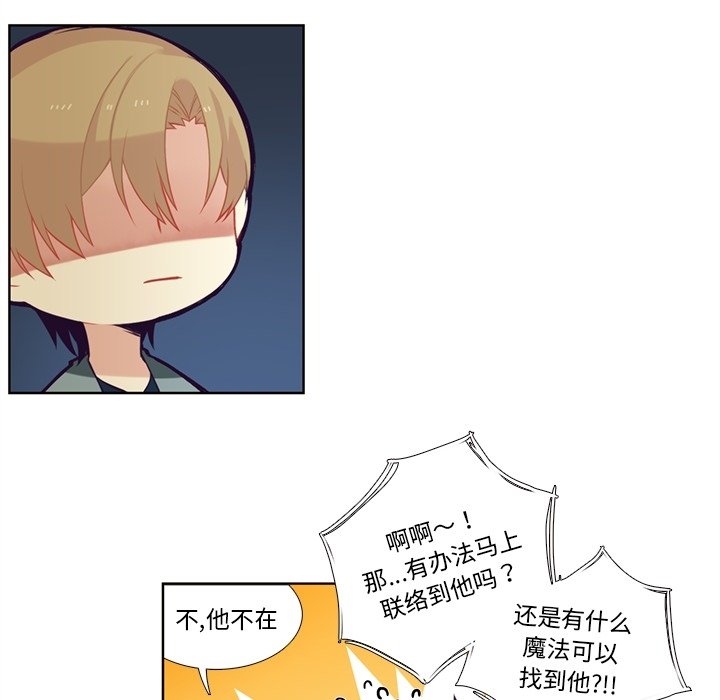 啊啊～！
那...有办法马上
联络到他吗？
不,他不在
还是有什么
魔法可以
找到他?!!